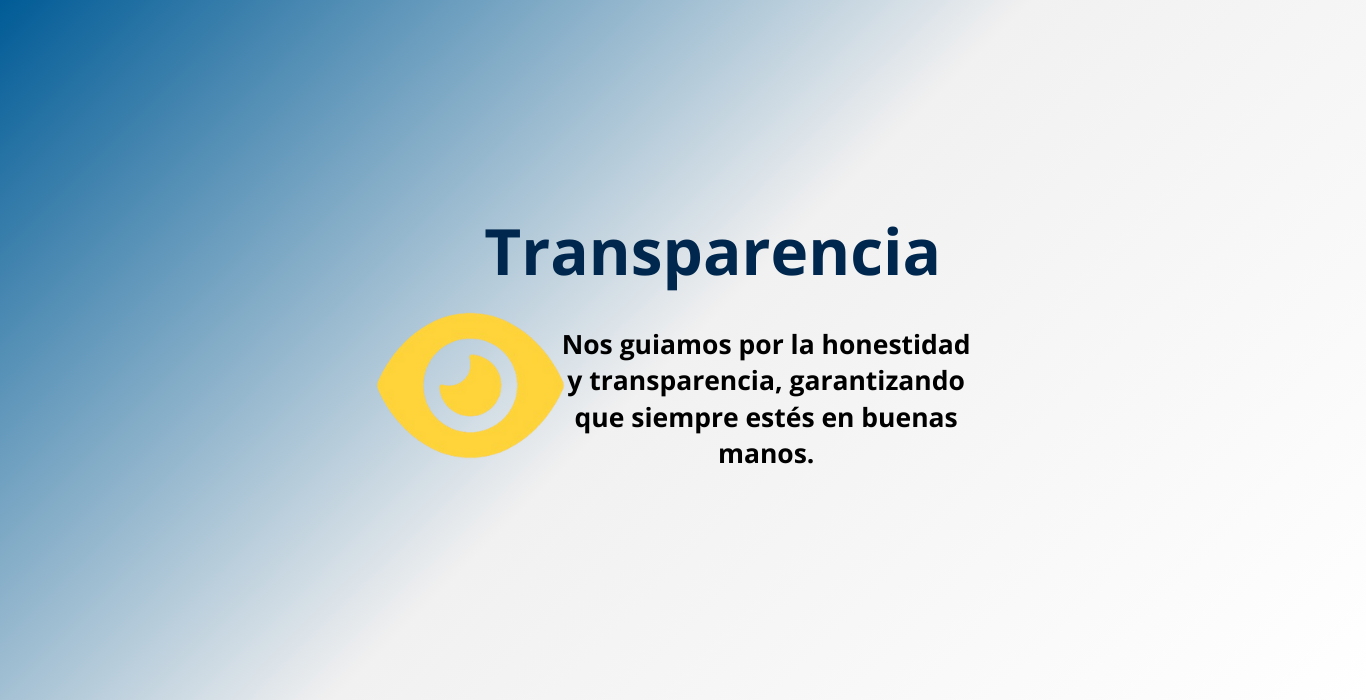 Transparencia
Nos guiamos por la honestidad
y transparencia, garantizando
que siempre estés en buenas
manos.